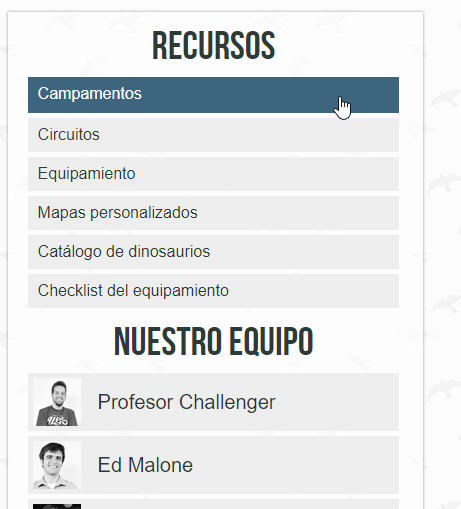 RECURSOS
Campamentos
Circuitos
Equipamiento
Mapas personalizados
Catálogo de dinosaurios
Checklist del equipamiento
NUESTRO EQUIPO
Profesor Challenger
Ed Malone